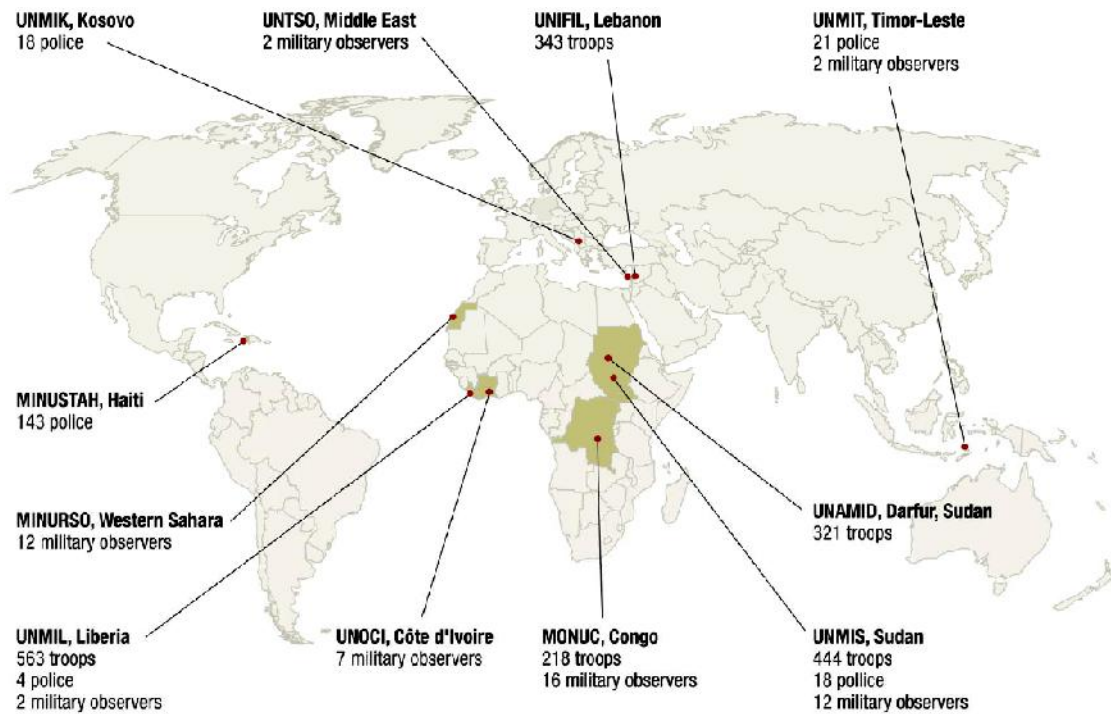 UNMIK, Kosovo
18 police
UNTSO, Middle East
2 military observers
UNIFIL, Lebanon
343 troops
UNMIT, Timor-Leste
21 police
2 military observers
MINUSTAH, Haiti
143 police
MINURSO, Western Sahara
12 military observers
UNAMID, Darfur, Sudan
321 troops
UNMIL, Liberia
563 troops
4 police
2 military observers
UNOCI, Côte d'Ivoire
7 military observers
MONUC, Congo
218 troops
16 military observers
UNMIS, Sudan
444 troops
18 pollice
12 military observers